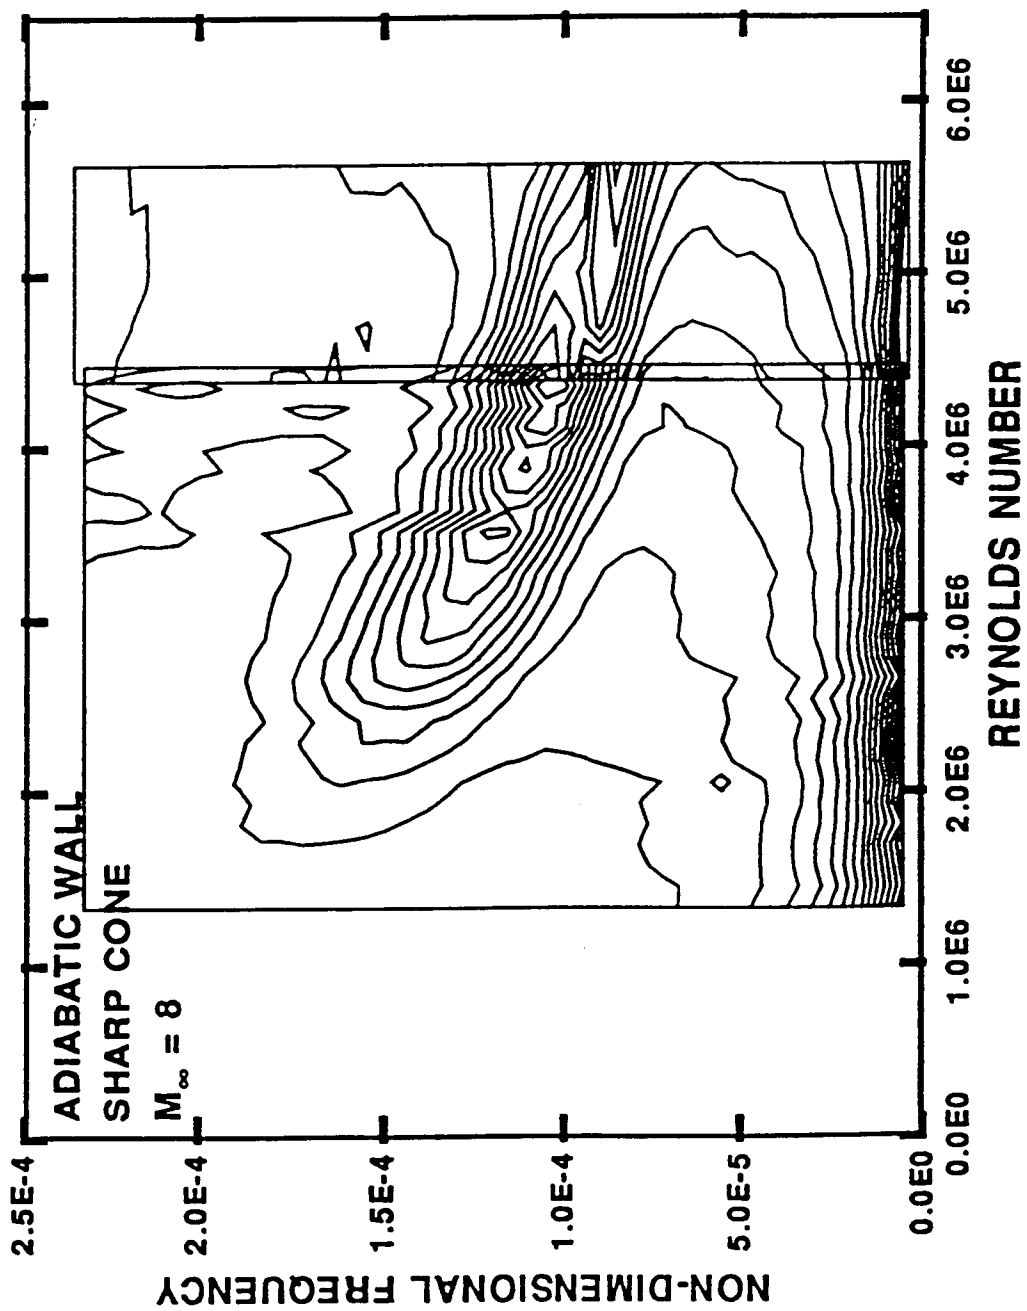 ADIABATIC WALL
SHARP CONE
M∞ = 8
2.5E-4
2.0E-4
1.5E-4
1.0E-4
5.0E-5
0.0E0
NON-DIMENSIONAL FREQUENCY
0.0E0
1.0E6
2.0E6
3.0E6
4.0E6
5.0E6
6.0E6
REYNOLDS NUMBER